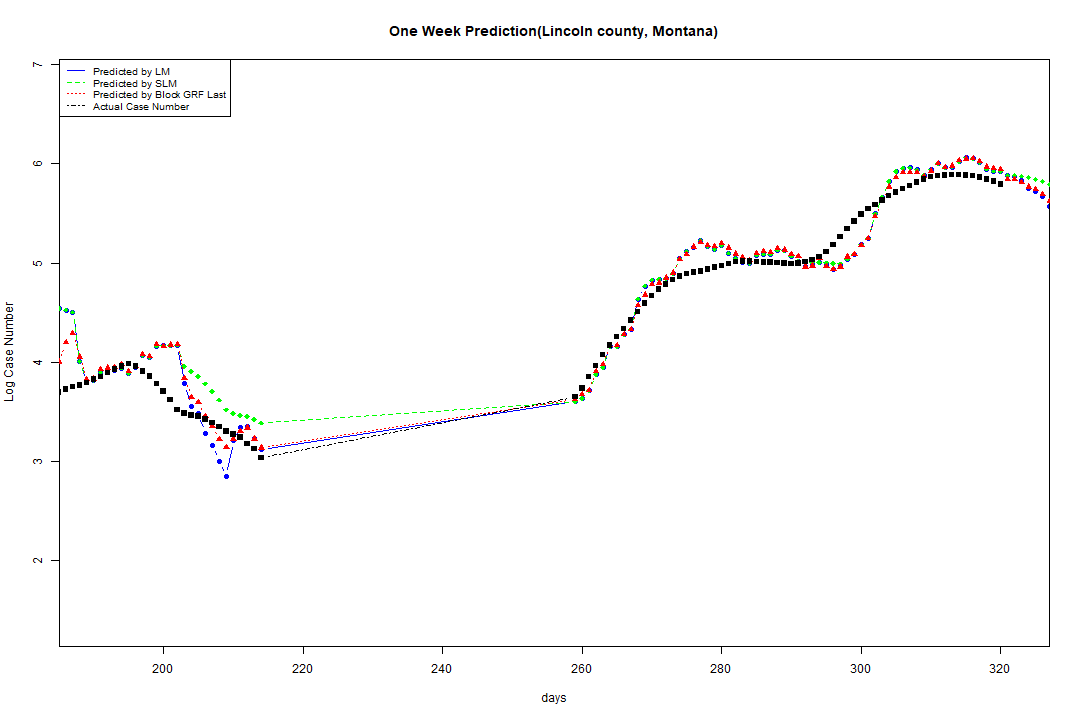 One Week Prediction(Lincoln county, Montana)
Predicted by LM
Predicted by SLM
Predicted by Block GRF Last
Actual Case Number
Log Case Number
7
6
5
4
3
2
200 220 240 260 280 300 320
days